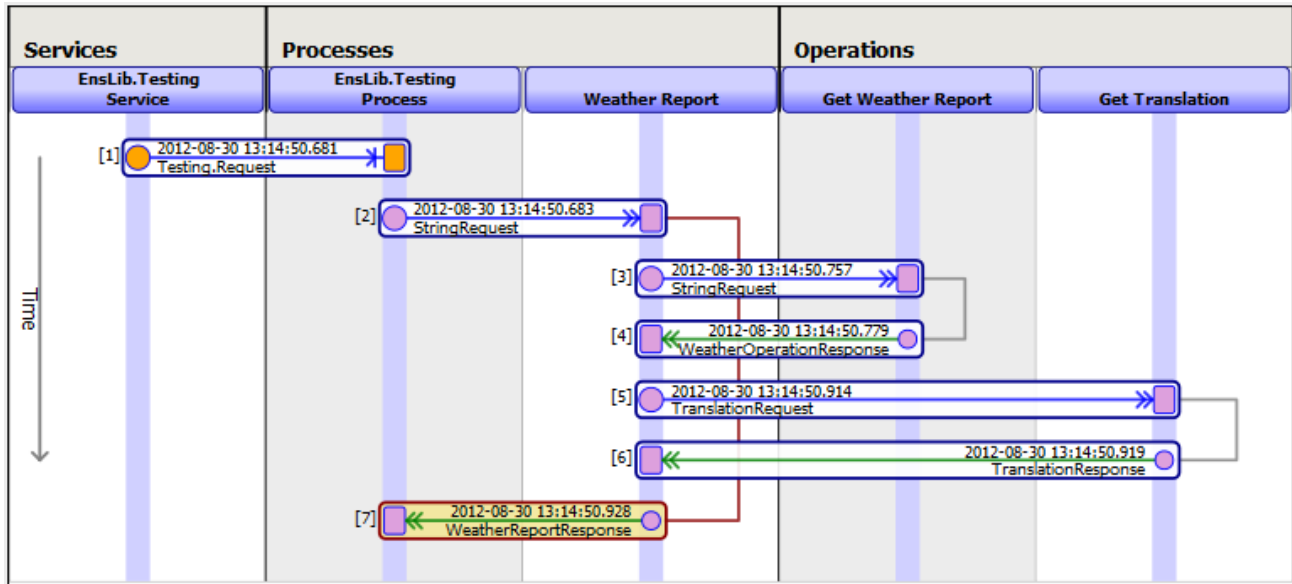 Services
Processes
Operations
EnsLib.Testing
Service
EnsLib.Testing
Process
Weather Report
Get Weather Report
Get Translation
[1]
2012-08-30 13:14:50.681
Testing.Request
[2]
2012-08-30 13:14:50.683
StringRequest
[3]
2012-08-30 13:14:50.757
StringRequest
[4]
2012-08-30 13:14:50.779
WeatherOperationResponse
[5]
2012-08-30 13:14:50.914
TranslationRequest
[6]
2012-08-30 13:14:50.919
TranslationResponse
[7]
2012-08-30 13:14:50.928
WeatherReportResponse
Time